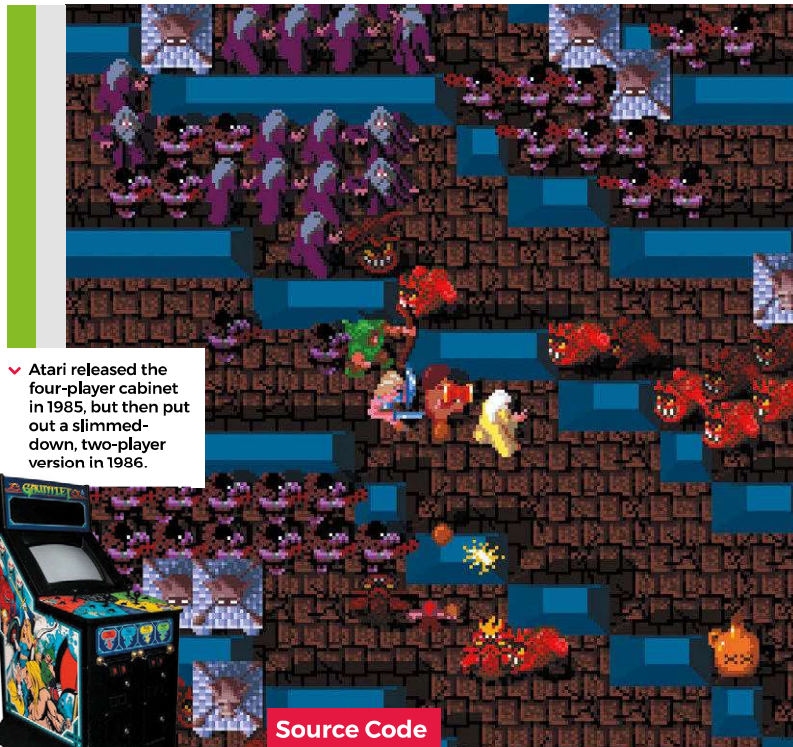 Atari released the
four-player cabinet
in 1985, but then put
out a slimmed-
down, two-player
version in 1986.
GAUNTLET
Source Code